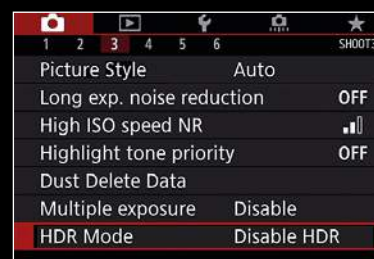 1 2 3 4 5 6 SHOOT3
Picture Style Auto
Long exp. noise reduction OFF
High ISO speed NR
Highlight tone priority OFF
Dust Delete Data
Multiple exposure Disable
HDR Mode Disable HDR